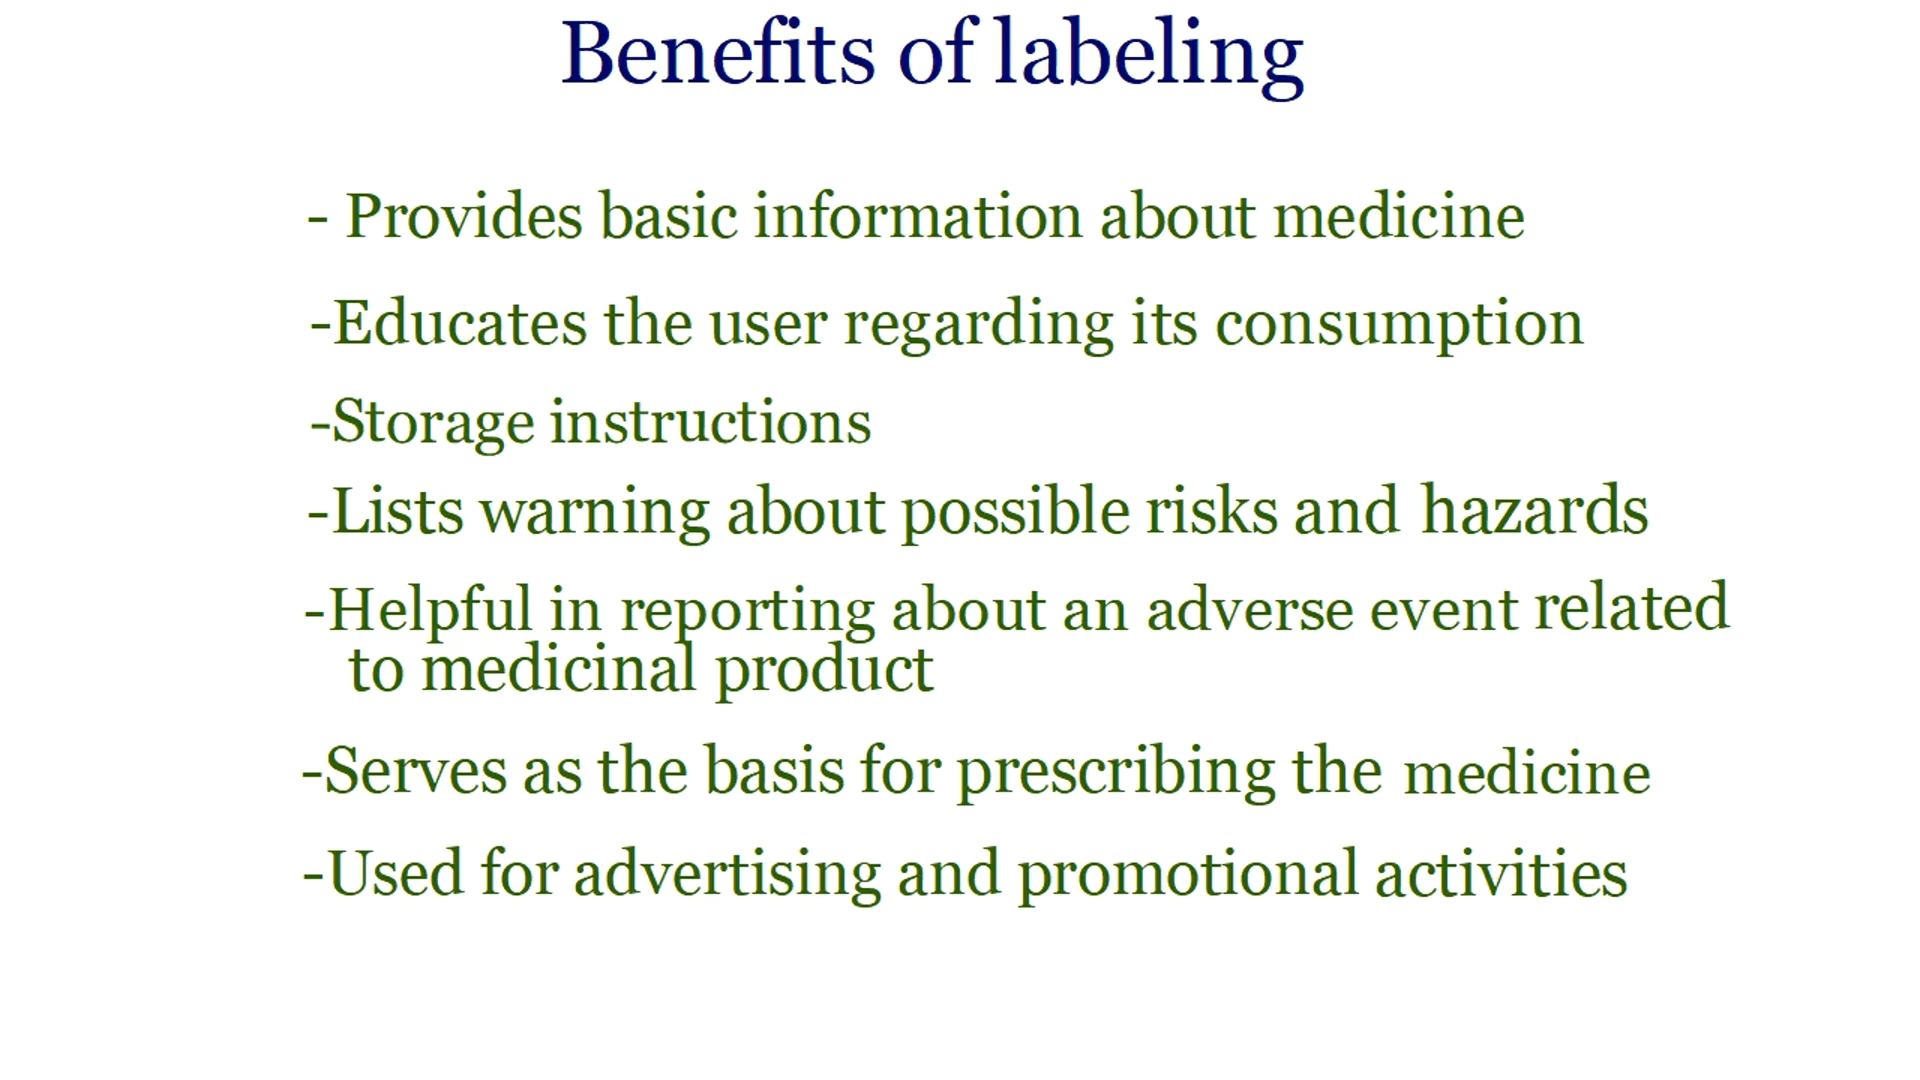 Benefits of labeling
- Provides basic information about medicine
-Educates the user regarding its consumption
-Storage instructions
-Lists warning about possible risks and hazards
-Helpful in reporting about an adverse event related
to medicinal product
-Serves as the basis for prescribing the medicine
-Used for advertising and promotional activities